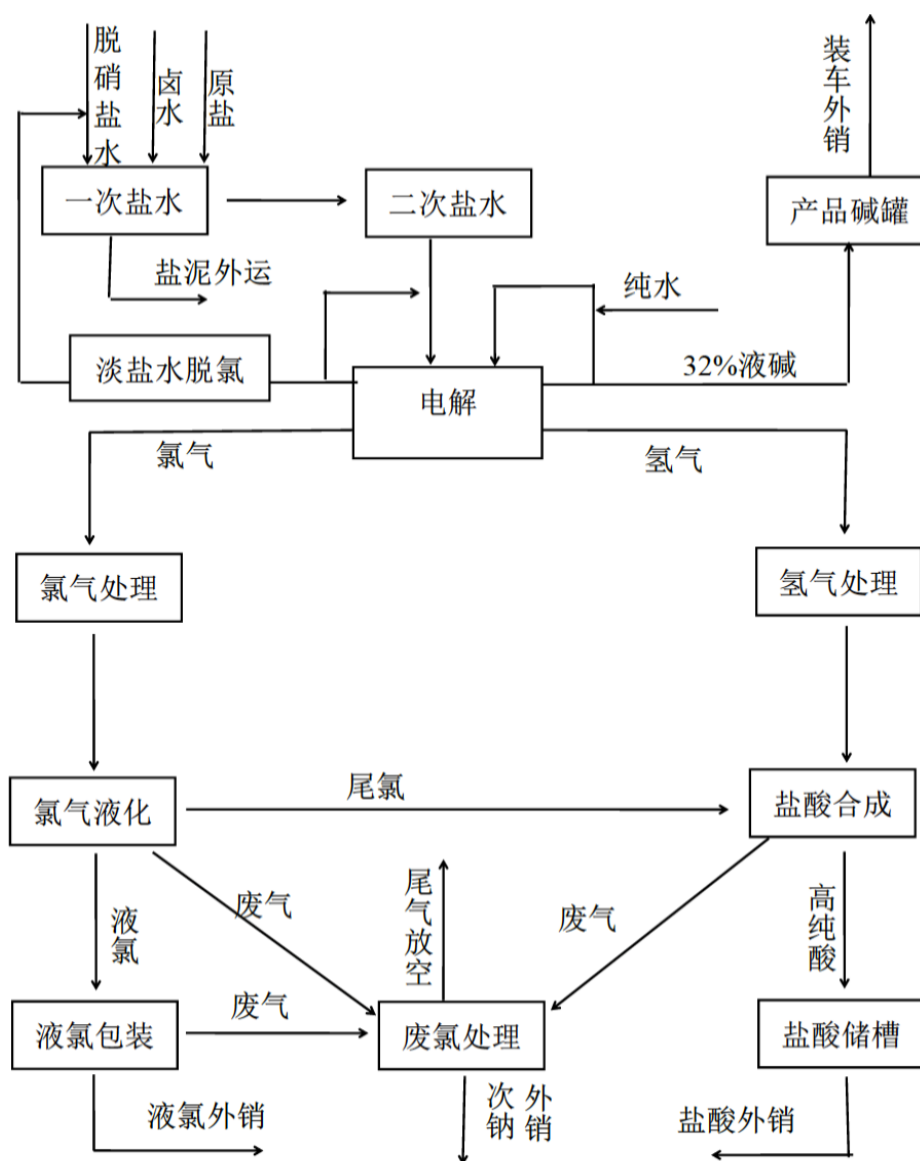 脱硝盐水
卤水
原盐
装车外销
一次盐水
二次盐水
产品碱罐
盐泥外运
纯水
淡盐水脱氯
32%液碱
电解
氯气
氢气
氯气处理
氢气处理
尾氯
氯气液化
盐酸合成
液氯
废气
尾气放空
废气
高纯酸
废气
液氯包装
废氯处理
盐酸储槽
液氯外销
次钠
外销
盐酸外销